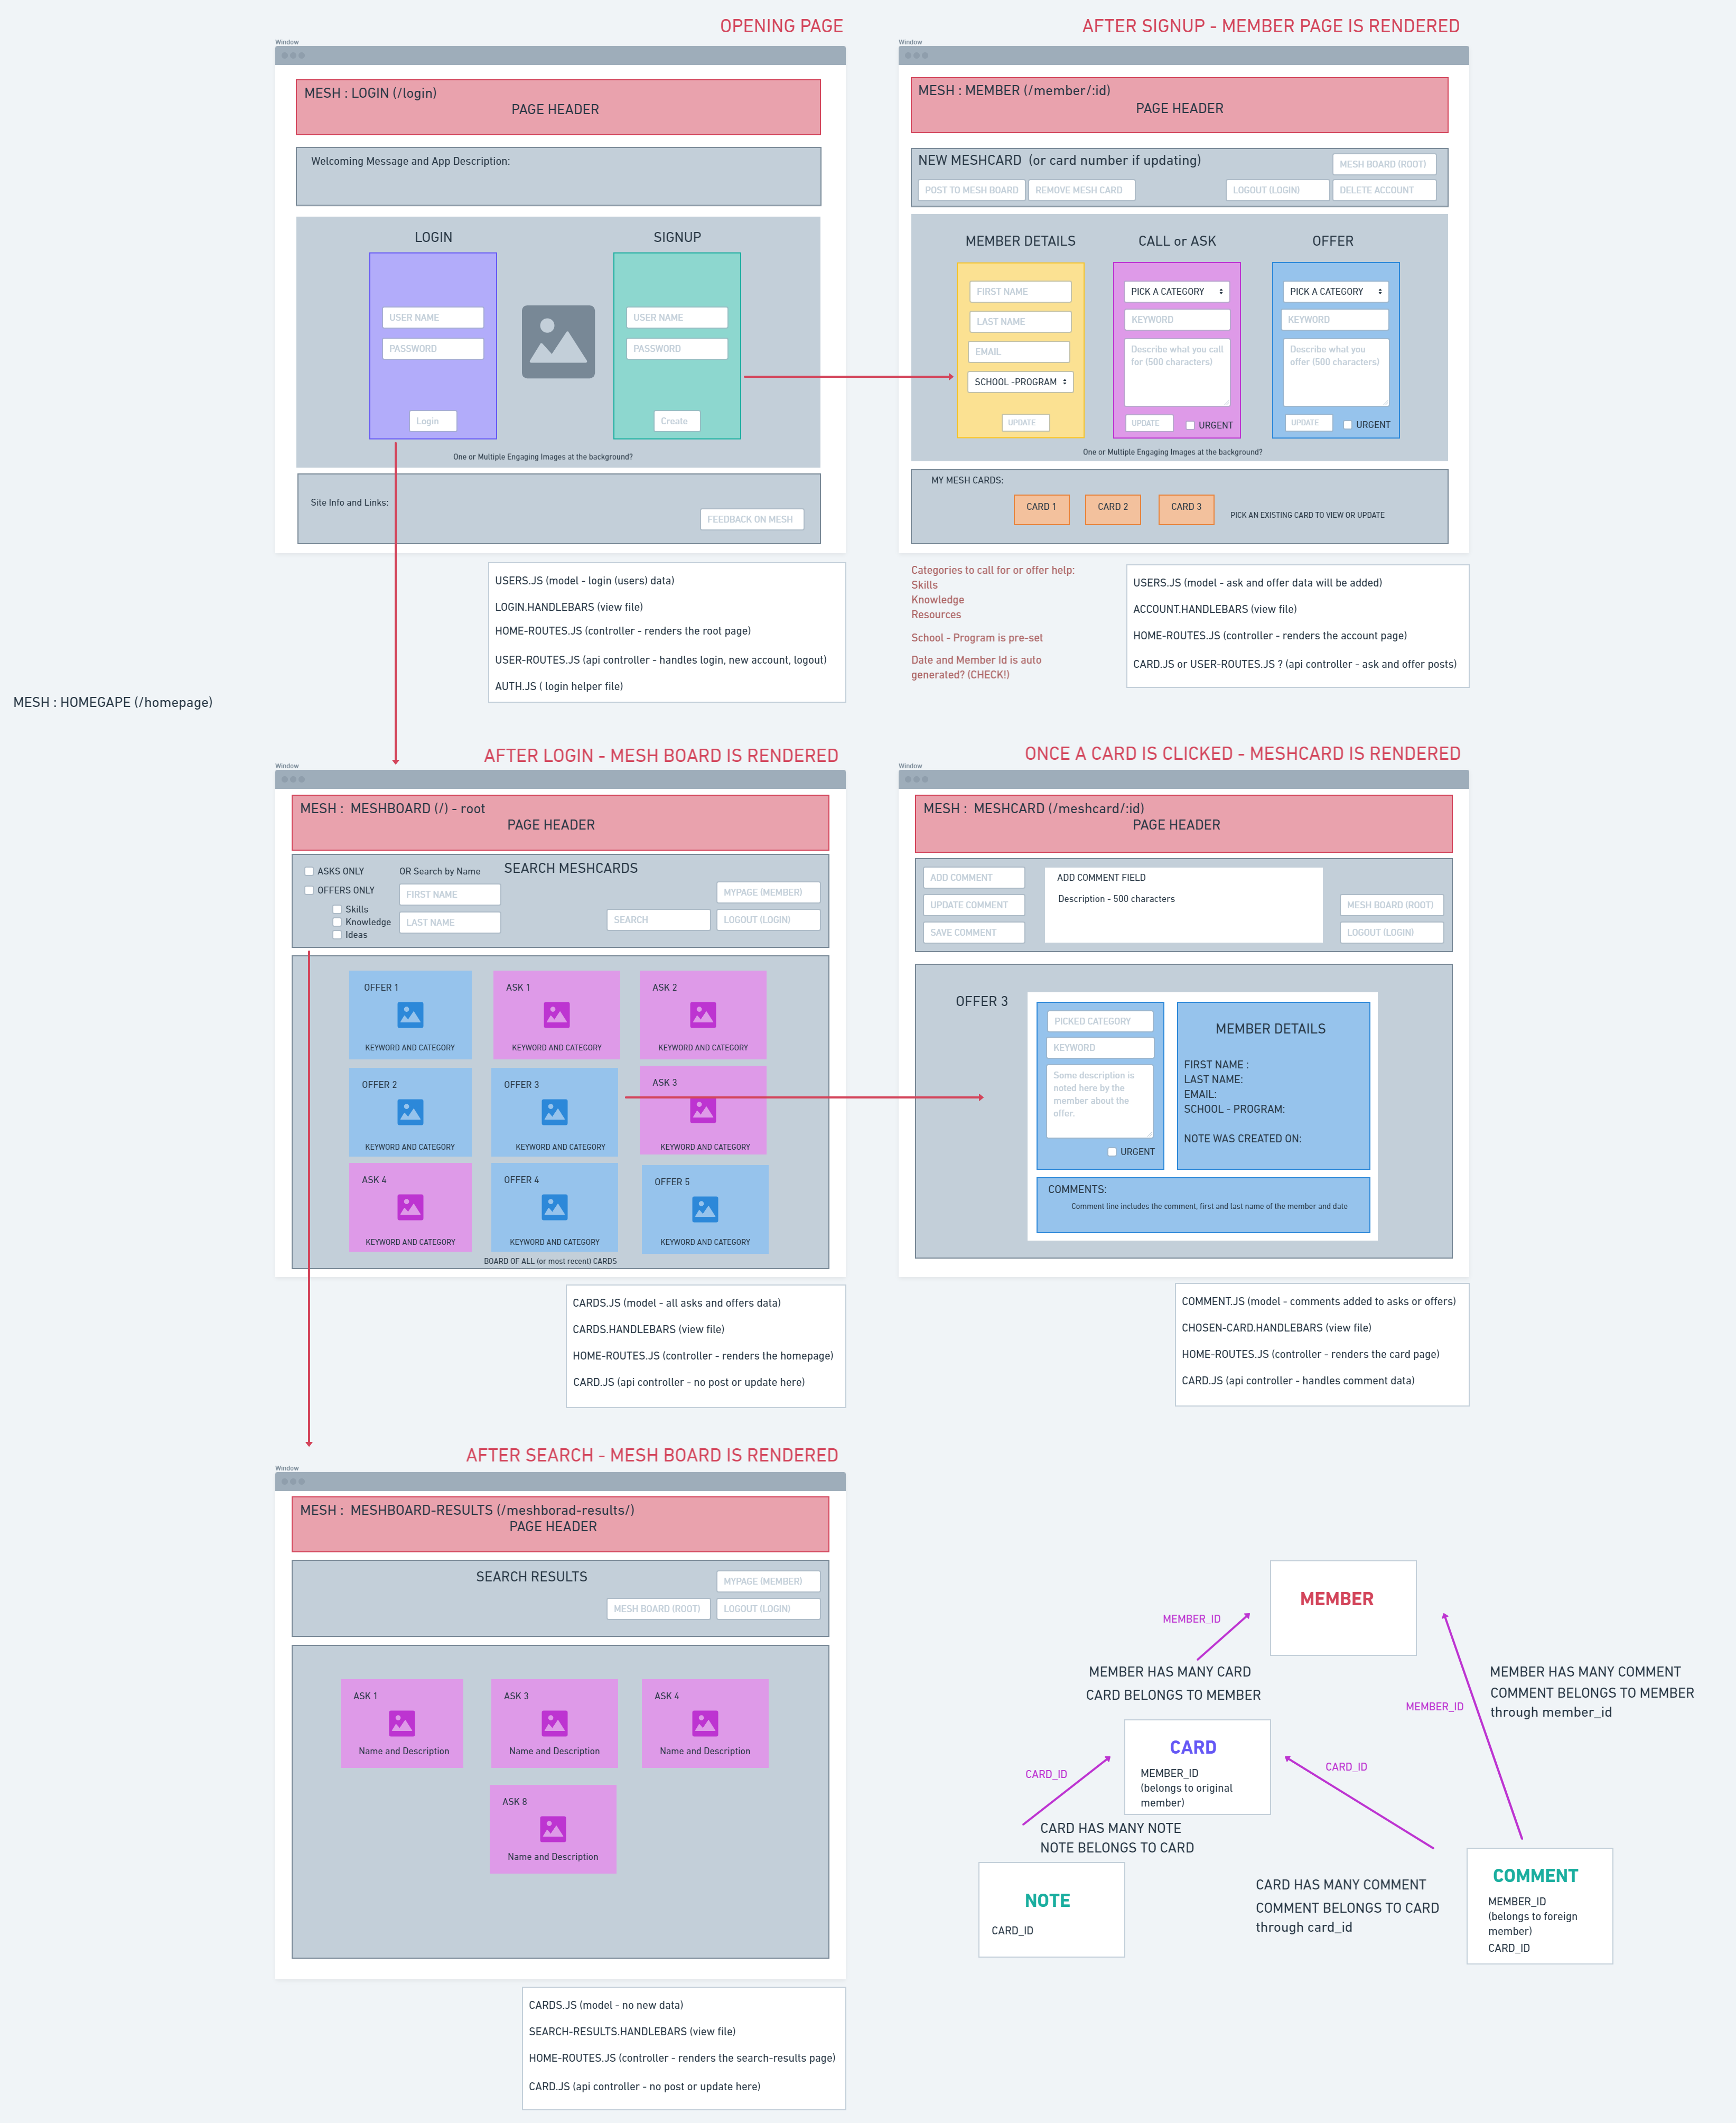 OPENING PAGE
Window
MESH : LOGIN (/login)
PAGE HEADER
Welcoming Message and App Description:
LOGIN
SIGNUP
USER NAME
PASSWORD
Login
USER NAME
PASSWORD
Create
One or Multiple Engaging Images at the background?
Site Info and Links:
FEEDBACK ON MESH
USERS.JS (model - login (users) data)
LOGIN.HANDLEBARS (view file)
HOME-ROUTES.JS (controller - renders the root page)
USER-ROUTES.JS (api controller - handles login, new account, logout)
AUTH.JS ( login helper file)
AFTER SIGNUP - MEMBER PAGE IS RENDERED
Window
MESH : MEMBER (/member/:id)
PAGE HEADER
NEW MESHCARD (or card number if updating)
MESH BOARD (ROOT)
POST TO MESH BOARD
REMOVE MESH CARD
LOGOUT (LOGIN)
DELETE ACCOUNT
MEMBER DETAILS
CALL or ASK
OFFER
FIRST NAME
LAST NAME
EMAIL
SCHOOL -PROGRAM
UPDATE
PICK A CATEGORY
KEYWORD
Describe what you call
for (500 characters)
UPDATE
URGENT
PICK A CATEGORY
KEYWORD
Describe what you
offer (500 characters)
UPDATE
URGENT
One or Multiple Engaging Images at the background?
MY MESH CARDS:
CARD 1
CARD 2
CARD 3
PICK AN EXISTING CARD TO VIEW OR UPDATE
Categories to call for or offer help:
Skills
Knowledge
Resources
School - Program is pre-set
Date and Member Id is auto
generated? (CHECK!)
USERS.JS (model - ask and offer data will be added)
ACCOUNT.HANDLEBARS (view file)
HOME-ROUTES.JS (controller - renders the account page)
CARD.JS or USER-ROUTES.JS ? (api controller - ask and offer posts)
MESH : HOMEGAPE (/homepage)
AFTER LOGIN - MESH BOARD IS RENDERED
Window
MESH : MESHBOARD (/) - root
PAGE HEADER
ASKS ONLY
OFFERS ONLY
Skills
Knowledge
Ideas
OR Search by Name
FIRST NAME
LAST NAME
SEARCH MESHCARDS
MYPAGE (MEMBER)
SEARCH
LOGOUT (LOGIN)
OFFER 1
KEYWORD AND CATEGORY
ASK 1
KEYWORD AND CATEGORY
ASK 2
KEYWORD AND CATEGORY
OFFER 2
KEYWORD AND CATEGORY
OFFER 3
KEYWORD AND CATEGORY
ASK 3
KEYWORD AND CATEGORY
ASK 4
KEYWORD AND CATEGORY
OFFER 4
KEYWORD AND CATEGORY
OFFER 5
KEYWORD AND CATEGORY
BOARD OF ALL (or most recent) CARDS
CARDS.JS (model - all asks and offers data)
CARDS.HANDLEBARS (view file)
HOME-ROUTES.JS (controller - renders the homepage)
CARD.JS (api controller - no post or update here)
ONCE A CARD IS CLICKED - MESHCARD IS RENDERED
Window
MESH : MESHCARD (/meshcard/:id)
PAGE HEADER
ADD COMMENT
UPDATE COMMENT
SAVE COMMENT
ADD COMMENT FIELD
Description - 500 characters
MESH BOARD (ROOT)
LOGOUT (LOGIN)
OFFER 3
PICKED CATEGORY
KEYWORD
Some description is
noted here by the
member about the
offer.
URGENT
MEMBER DETAILS
FIRST NAME :
LAST NAME:
EMAIL:
SCHOOL - PROGRAM:
NOTE WAS CREATED ON:
COMMENTS:
Comment line includes the comment, first and last name of the member and date
COMMENT.JS (model - comments added to asks or offers)
CHOSEN-CARD.HANDLEBARS (view file)
HOME-ROUTES.JS (controller - renders the card page)
CARD.JS (api controller - handles comment data)
AFTER SEARCH - MESH BOARD IS RENDERED
Window
MESH : MESHBOARD-RESULTS (/meshborad-results/)
PAGE HEADER
SEARCH RESULTS
MYPAGE (MEMBER)
MESH BOARD (ROOT)
LOGOUT (LOGIN)
ASK 1
Name and Description
ASK 3
Name and Description
ASK 4
Name and Description
ASK 8
Name and Description
CARDS.JS (model - no new data)
SEARCH-RESULTS.HANDLEBARS (view file)
HOME-ROUTES.JS (controller - renders the search-results page)
CARD.JS (api controller - no post or update here)
MEMBER
MEMBER_ID
MEMBER HAS MANY CARD
CARD BELONGS TO MEMBER
MEMBER_ID
MEMBER HAS MANY COMMENT
COMMENT BELONGS TO MEMBER
through member_id
CARD
MEMBER_ID
(belongs to original
member)
CARD_ID
CARD_ID
CARD HAS MANY NOTE
NOTE BELONGS TO CARD
NOTE
CARD_ID
CARD HAS MANY COMMENT
COMMENT BELONGS TO CARD
through card_id
COMMENT
MEMBER_ID
(belongs to foreign
member)
CARD_ID